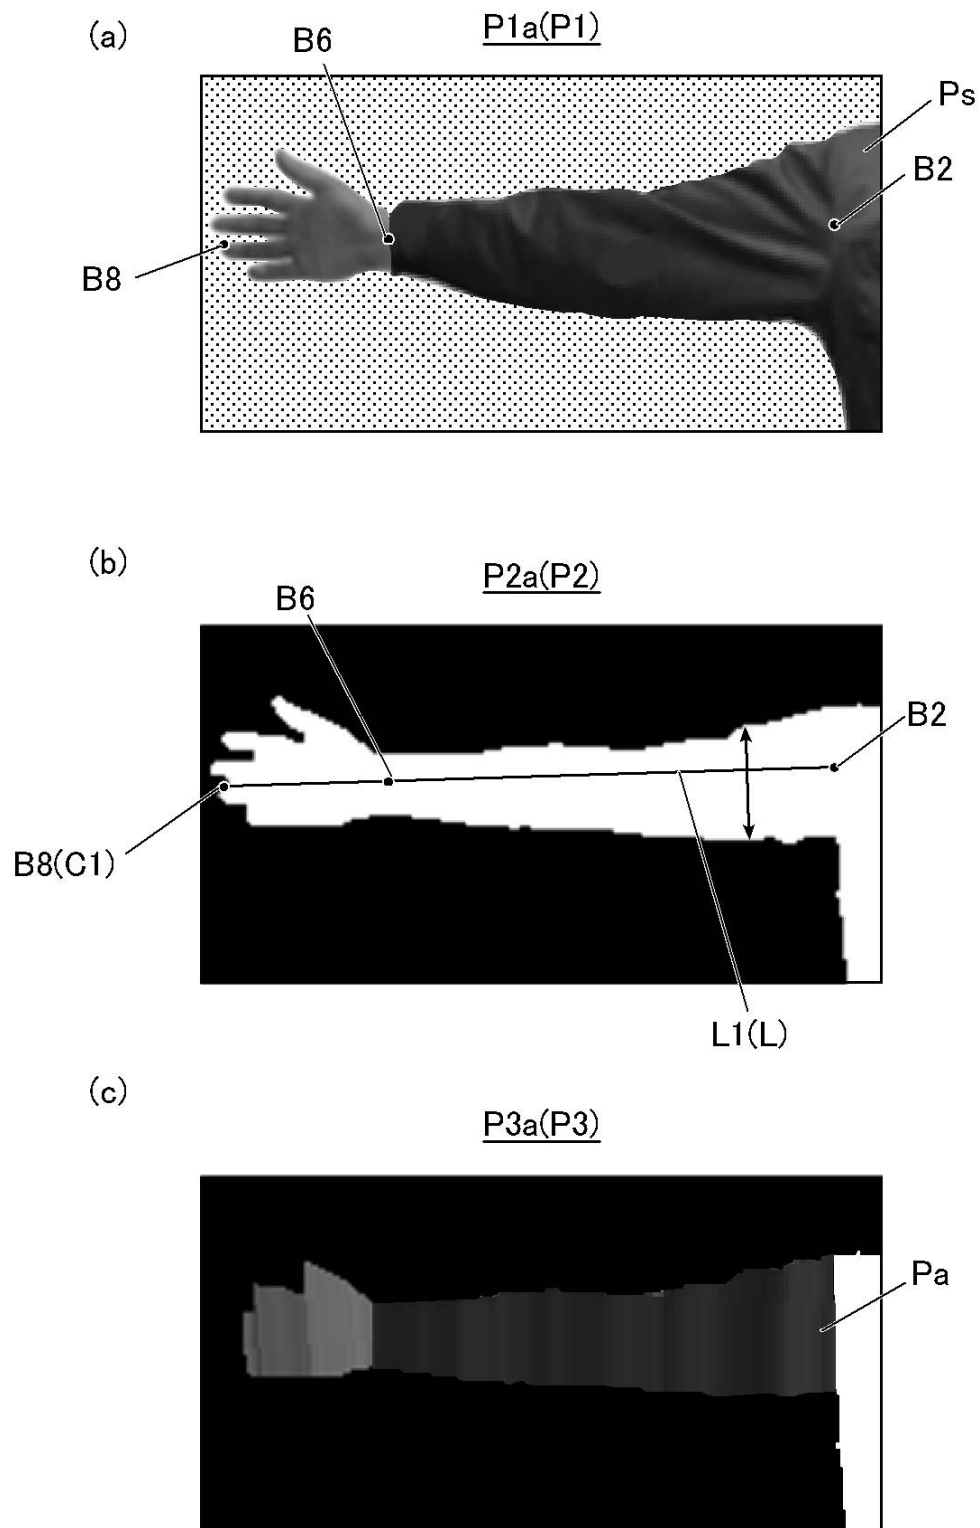 (a)
P1a(P1)
B6
Ps
B2
B8
(b)
P2a(P2)
B6
B2
B8(C1)
L1(L)
(c)
P3a(P3)
Pa